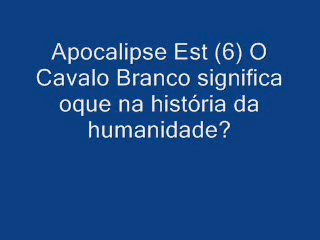 Apocalipse Est (6) O
Cavalo Branco significa
oque na história da
humanidade?